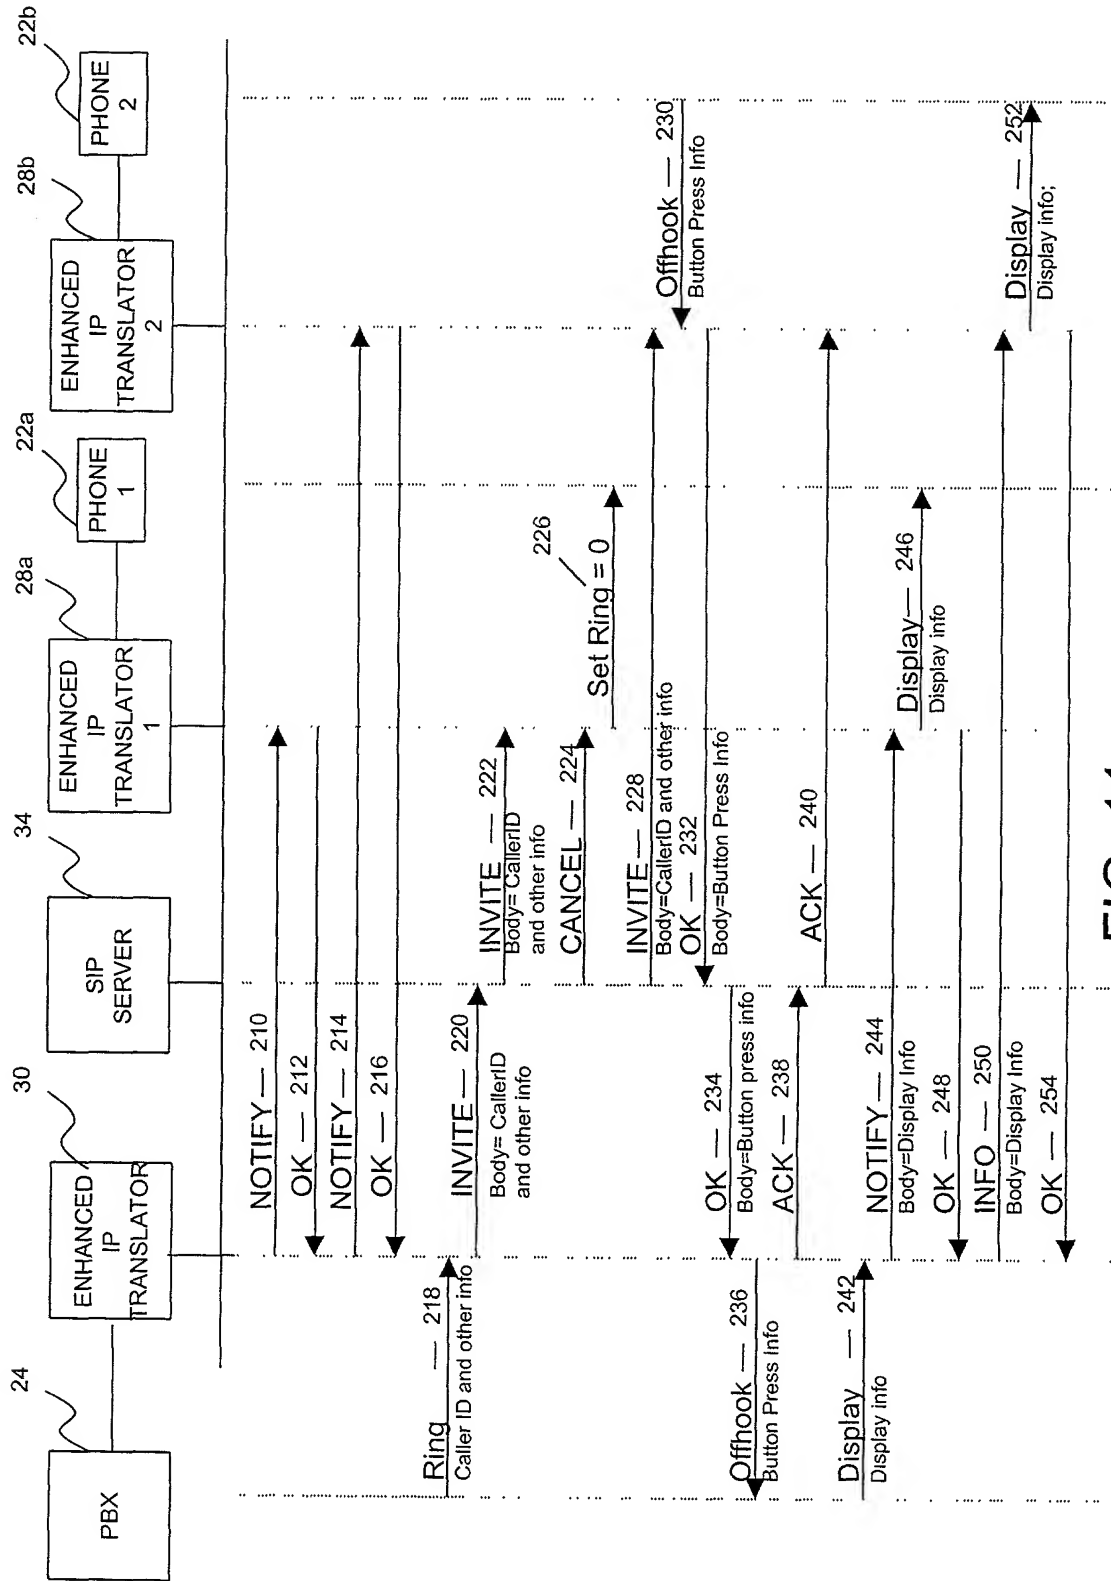 24
30
34
28a
22a
28b
22b
PBX
ENHANCED
IP
TRANSLATOR
SIP
SERVER
ENHANCED
IP
TRANSLATOR
1
PHONE
1
ENHANCED
IP
TRANSLATOR
2
PHONE
2
NOTIFY — 210
OK — 212
NOTIFY — 214
OK — 216
Ring — 218
Caller ID and other info
INVITE — 220
Body= CallerID
and other info
INVITE — 222
Body= CallerID
and other info
CANCEL — 224
226
Set Ring = 0
INVITE — 228
Body=CallerID and other info
Offhook — 230
Button Press Info
OK — 232
Body=Button Press Info
OK — 234
Body=Button press info
Offhook — 236
Button Press Info
ACK — 238
ACK — 240
Display — 242
Display info
NOTIFY — 244
Body=Display Info
Display — 246
Display info
OK — 248
INFO — 250
Body=Display Info
Display — 252
Display info;
OK — 254